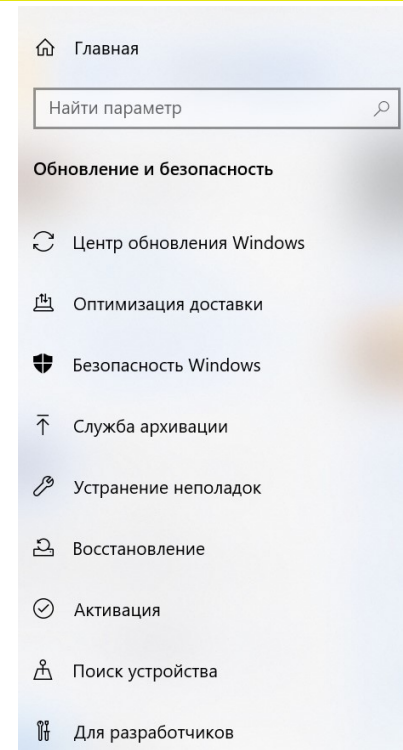 Главная
Найти параметр
Обновление и безопасность
Центр обновления Windows
Оптимизация доставки
Безопасность Windows
Служба архивации
Устранение неполадок
Восстановление
Активация
Поиск устройства
Для разработчиков